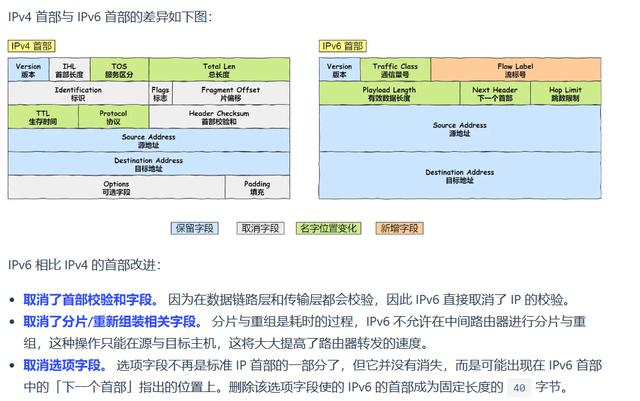 IPv4 首部与 IPv6 首部的差异如下图：
IPv4 首部
Version
版本
IHL
首部长度
TOS
服务区分
Total Len
总长度
Identification
标识
Flags
标志
Fragment Offset
片偏移
TTL
生存时间
Protocol
协议
Header Checksum
首部校验和
Source Address
源地址
Destination Address
目标地址
Options
可选字段
Padding
填充
IPv6 首部
Version
版本
Traffic Class
通信量号
Flow Label
流标号
Playload Length
有效数据长度
Next Header
下一个首部
Hop Limit
跳数限制
Source Address
源地址
Destination Address
目标地址
保留字段
取消字段
名字位置变化
新增字段
IPv6 相比 IPv4 的首部改进：
• 取消了首部校验和字段。 因为在数据链路层和传输层都会校验，因此 IPv6 直接取消了 IP 的校验。
• 取消了分片/重新组装相关字段。 分片与重组是耗时的过程，IPv6 不允许在中间路由器进行分片与重
组，这种操作只能在源与目标主机，这将大大提高了路由器转发的速度。
• 取消选项字段。 选项字段不再是标准 IP 首部的一部分了，但它并没有消失，而是可能出现在 IPv6 首部
中的「下一个首部」指出的位置上。删除该选项字段使的 IPv6 的首部成为固定长度的 40 字节。